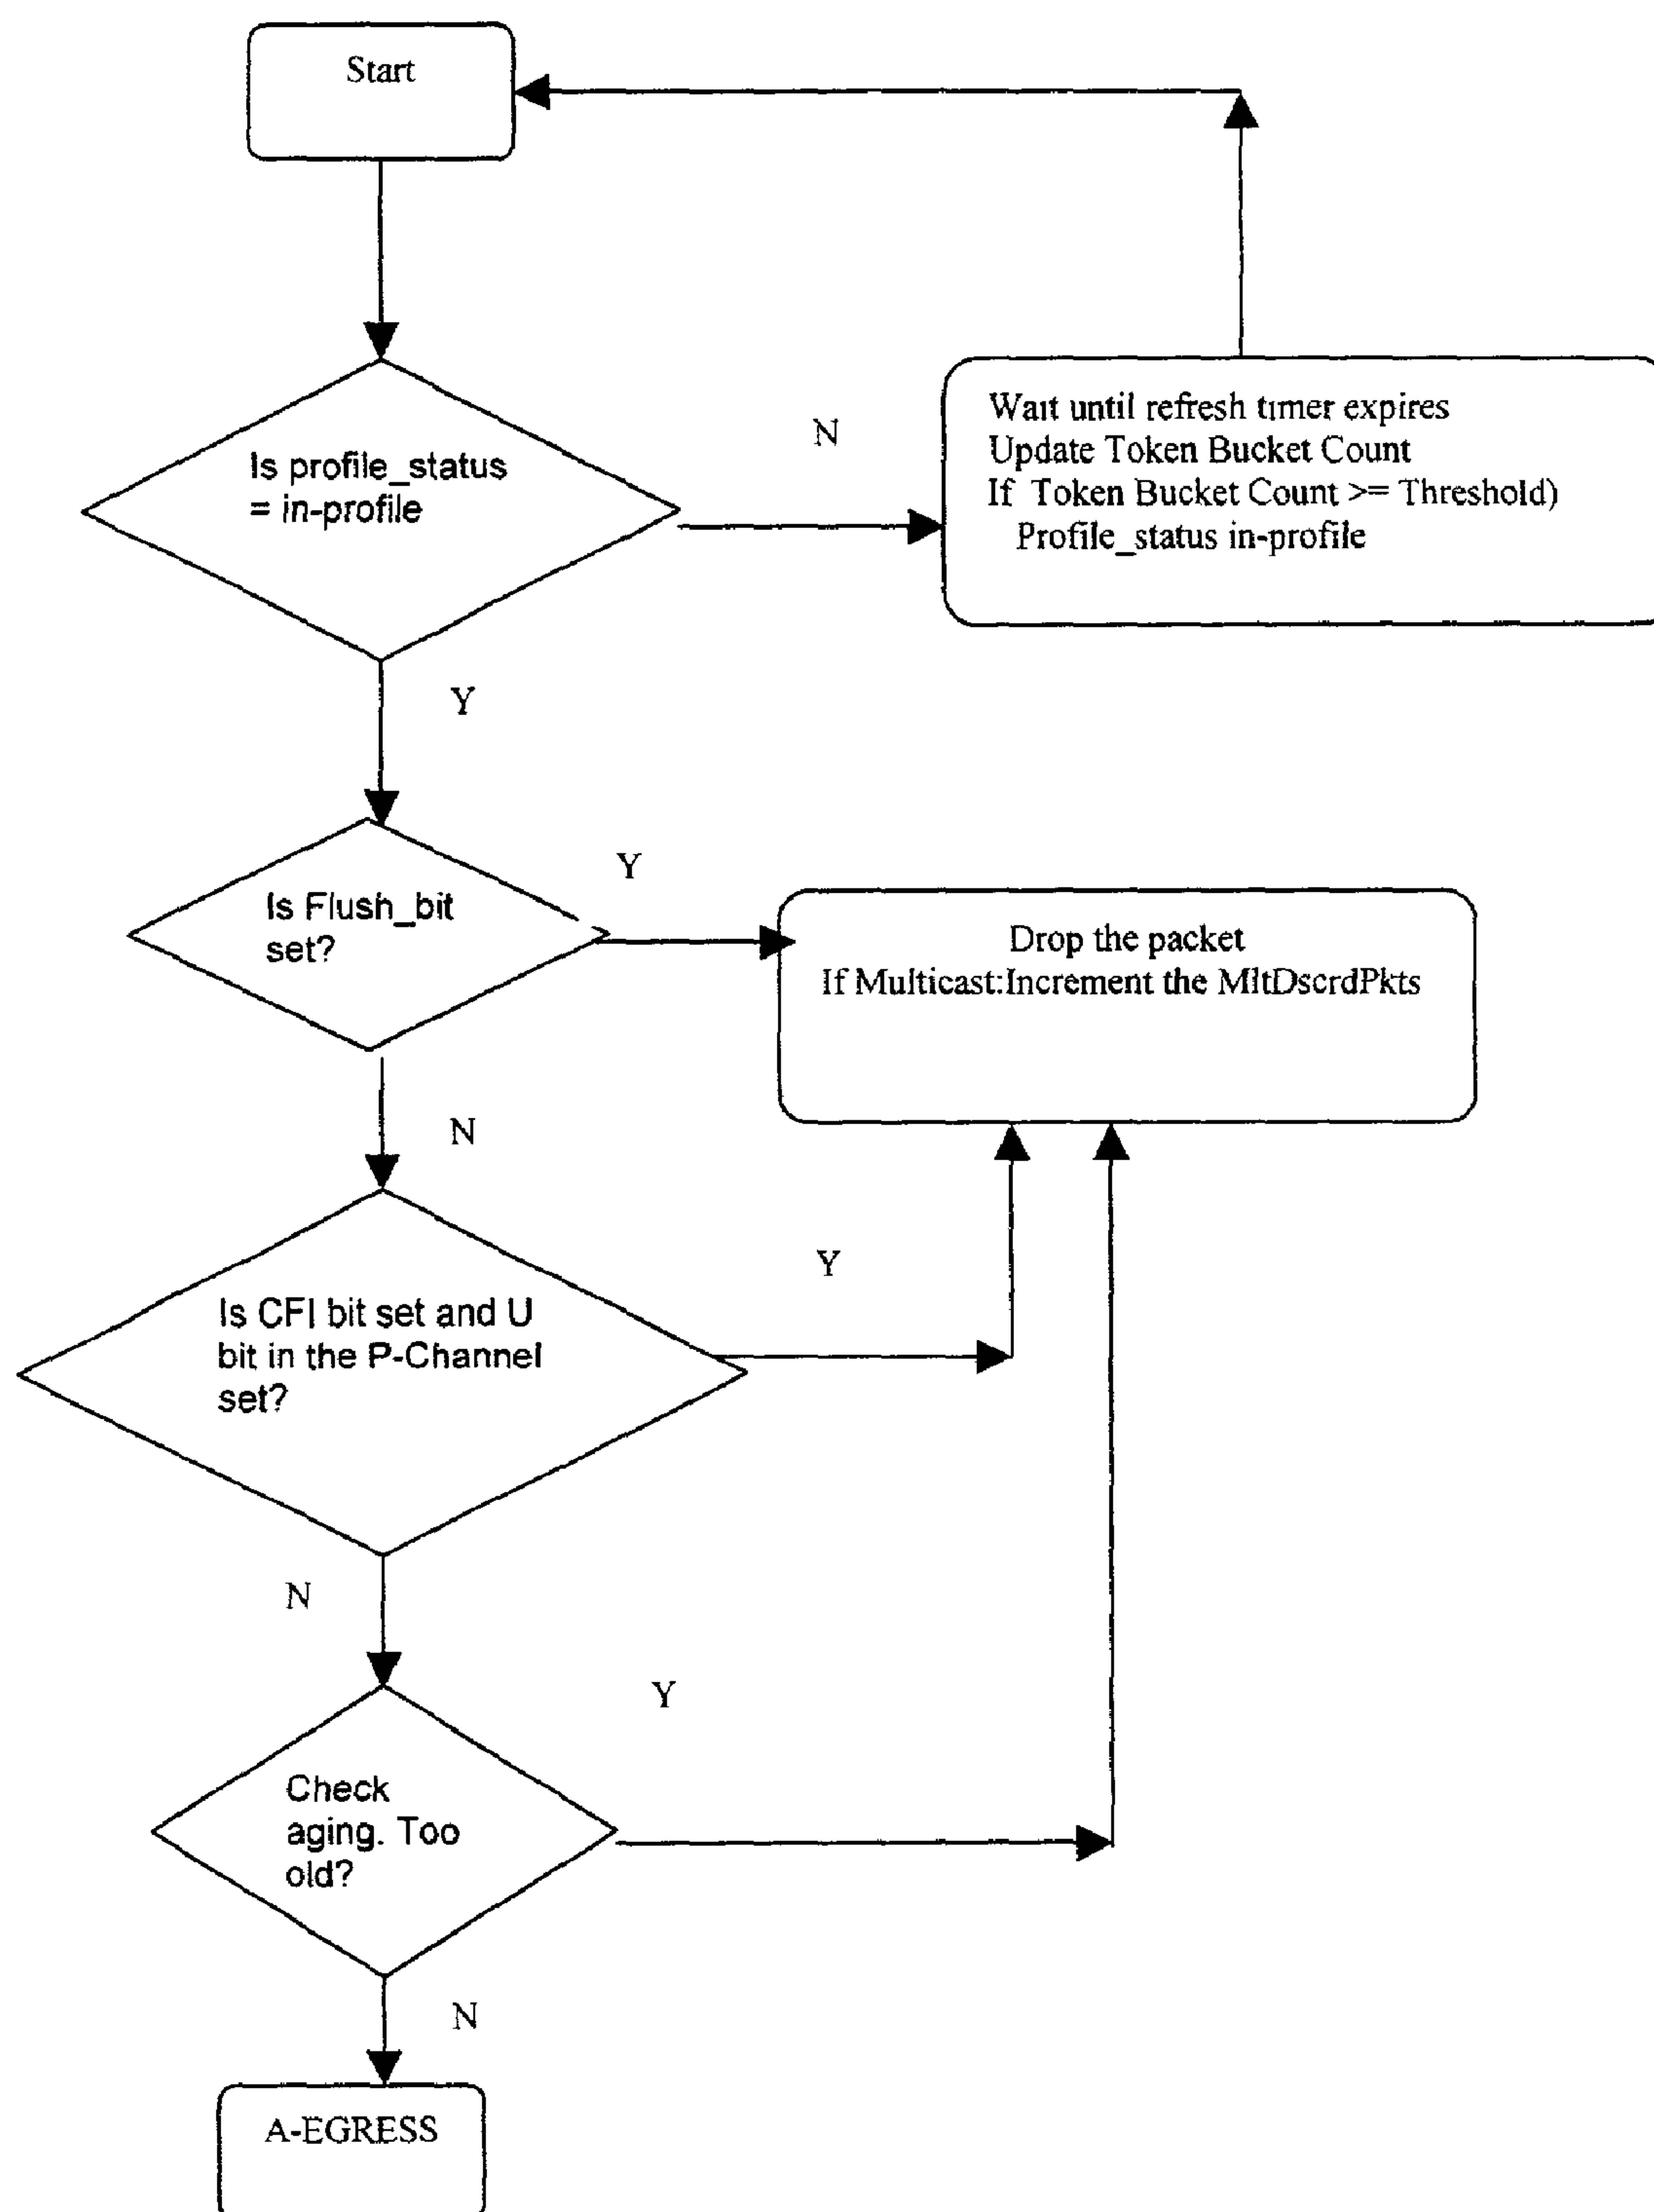 Start
Is profile_status
= in-profile
N
Wait until refresh timer expires
Update Token Bucket Count
If Token Bucket Count >= Threshold)
Profile_status in-profile
Y
Is Flush_bit
set?
Y
Drop the packet
If Multicast:Increment the MltDscrdPkts
N
Is CFI bit set and U
bit in the P-Channel
set?
Y
N
Check
aging. Too
old?
Y
N
A-EGRESS